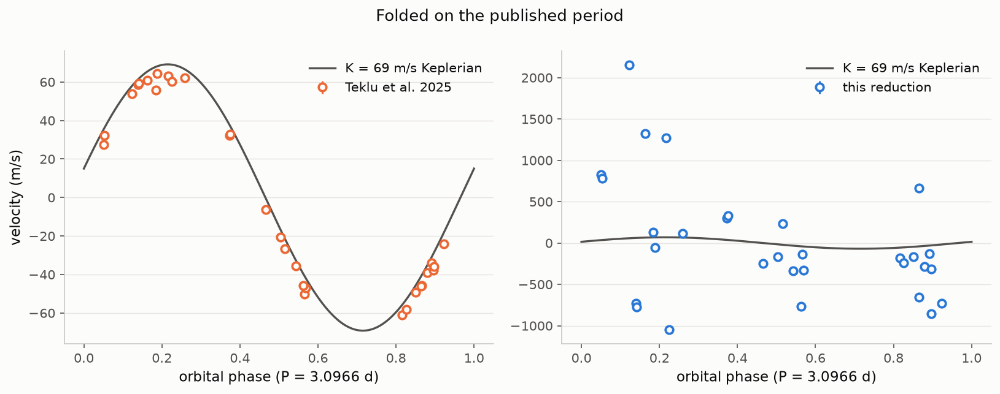 Folded on the published period
K = 69 m/s Keplerian
Teklu et al. 2025
velocity (m/s)
60
40
20
0
−20
−40
−60
0.0 0.2 0.4 0.6 0.8 1.0
orbital phase (P = 3.0966 d)
K = 69 m/s Keplerian
this reduction
2000
1500
1000
500
0
−500
−1000
0.0 0.2 0.4 0.6 0.8 1.0
orbital phase (P = 3.0966 d)